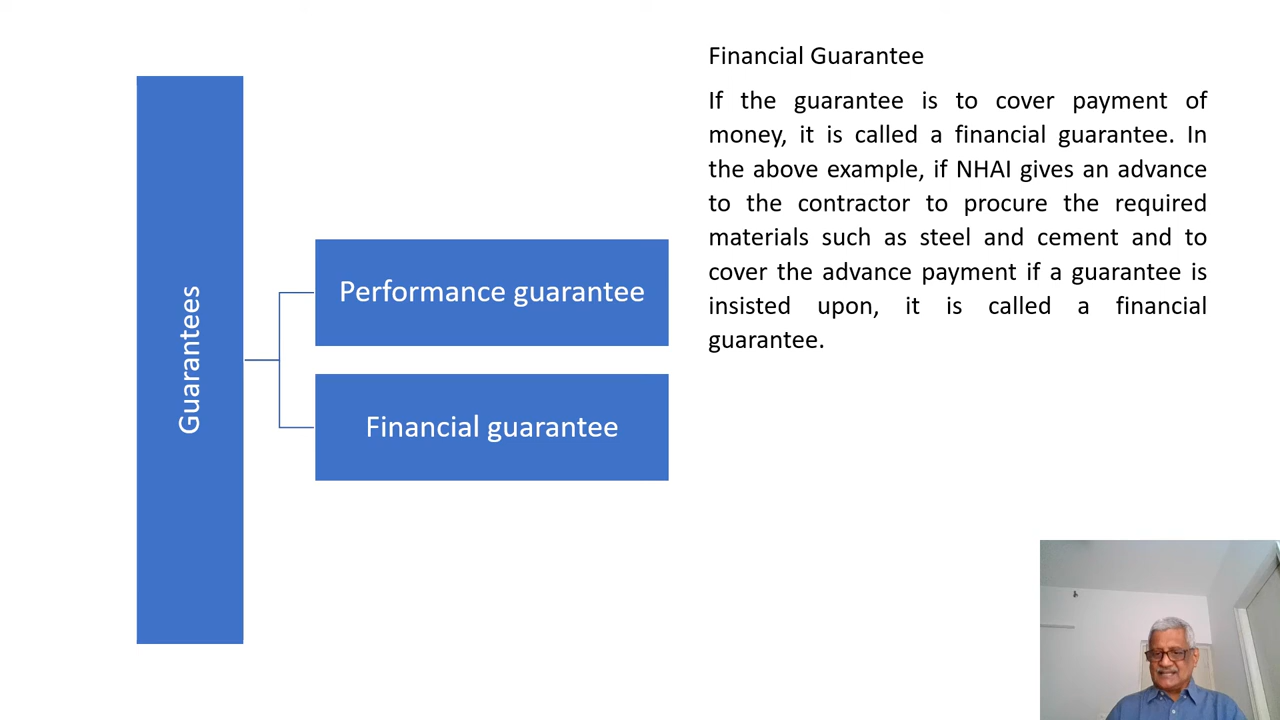 Financial Guarantee
If the guarantee is to cover payment of
money, it is called a financial guarantee. In
the above example, if NHAI gives an advance
to the contractor to procure the required
materials such as steel and cement and to
cover the advance payment if a guarantee is
insisted upon, it is called a financial
guarantee.
Guarantees
Performance guarantee
Financial guarantee